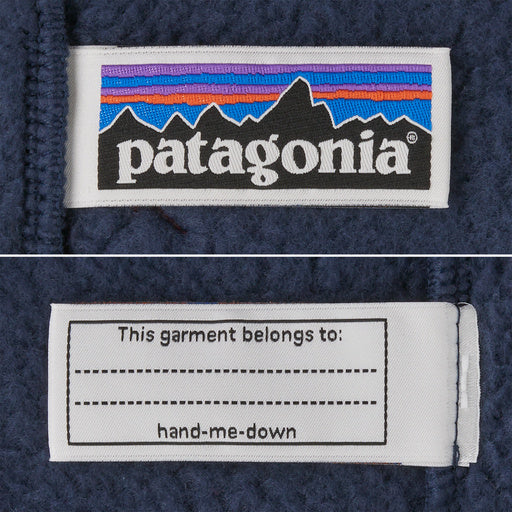 patagonia®
This garment belongs to:
hand-me-down